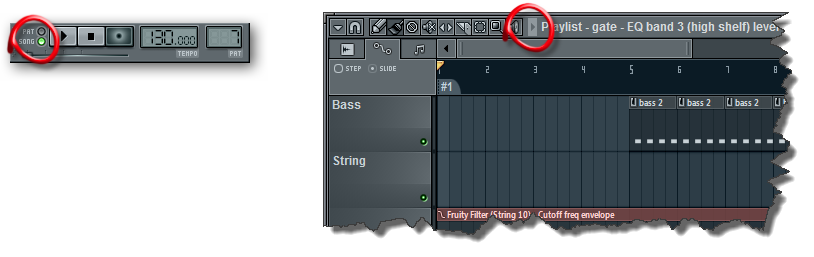 PAT
SONG
130.000
TEMPO
7
PAT
Playlist - gate - EQ band 3 (high shelf) leve
STEP SLIDE
1 2 3 4 5 6 7 8
#1
Bass
bass 2 bass 2 bass 2
String
Fruity Filter (String 10) - Cutoff freq envelope